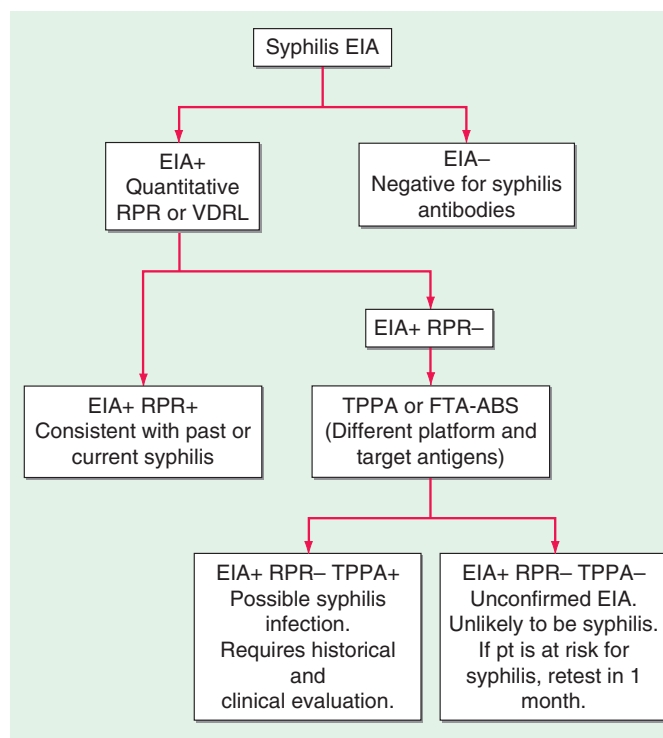 Syphilis EIA
EIA+
Quantitative
RPR or VDRL
EIA–
Negative for syphilis
antibodies
EIA+ RPR–
EIA+ RPR+
Consistent with past or
current syphilis
TPPA or FTA-ABS
(Different platform and
target antigens)
EIA+ RPR– TPPA+
Possible syphilis
infection.
Requires historical
and
clinical evaluation.
EIA+ RPR– TPPA–
Unconfirmed EIA.
Unlikely to be syphilis.
If pt is at risk for
syphilis, retest in 1
month.